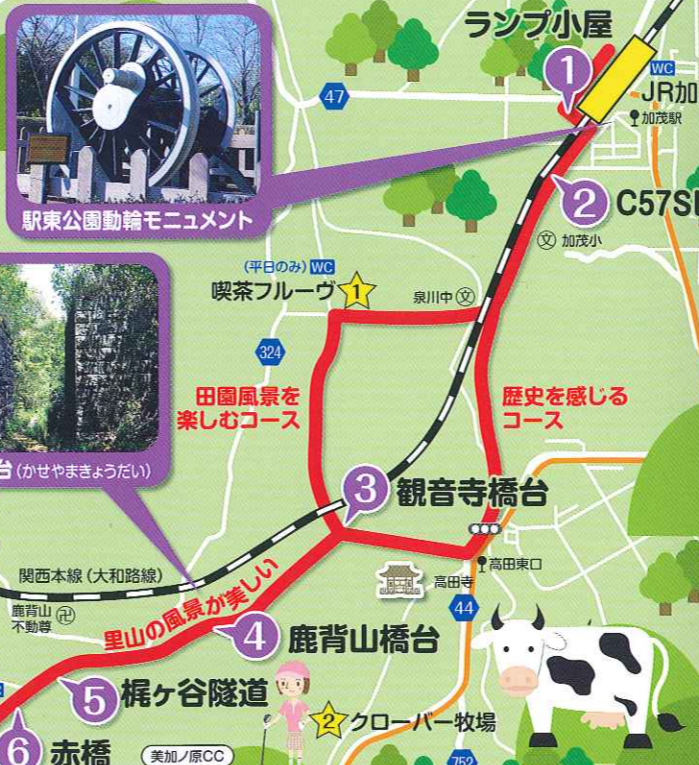 ランプ小屋
1
WC
JR加
加茂駅
47
駅東公園動輪モニュメント
2
C57S
文 加茂小
(平日のみ) WC
喫茶フルーヴ 1
泉川中 文
324
田園風景を
楽しむコース
歴史を感じる
コース
台(かせやまきょうだい)
3 観音寺橋台
関西本線(大和路線)
鹿背山
不動尊 卍
里山の風景が美しい
高田東口
高田寺
44
4 鹿背山橋台
5 梶ヶ谷隧道
2 クローバー牧場
6 赤橋
美加ノ原CC
752